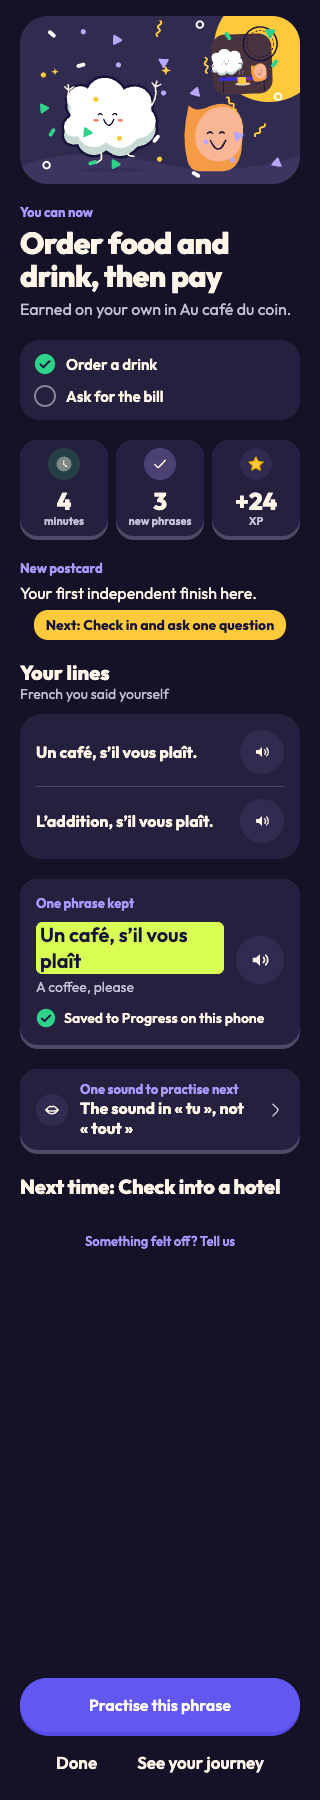 You can now
Order food and
drink, then pay
Earned on your own in Au café du coin.
Order a drink
Ask for the bill
4
minutes
3
new phrases
+24
XP
New postcard
Your first independent finish here.
Next: Check in and ask one question
Your lines
French you said yourself
Un café, s’il vous plaît.
L’addition, s’il vous plaît.
One phrase kept
Un café, s’il vous
plaît
A coffee, please
Saved to Progress on this phone
One sound to practise next
The sound in « tu », not
« tout »
Next time: Check into a hotel
Something felt off? Tell us
Practise this phrase
Done
See your journey